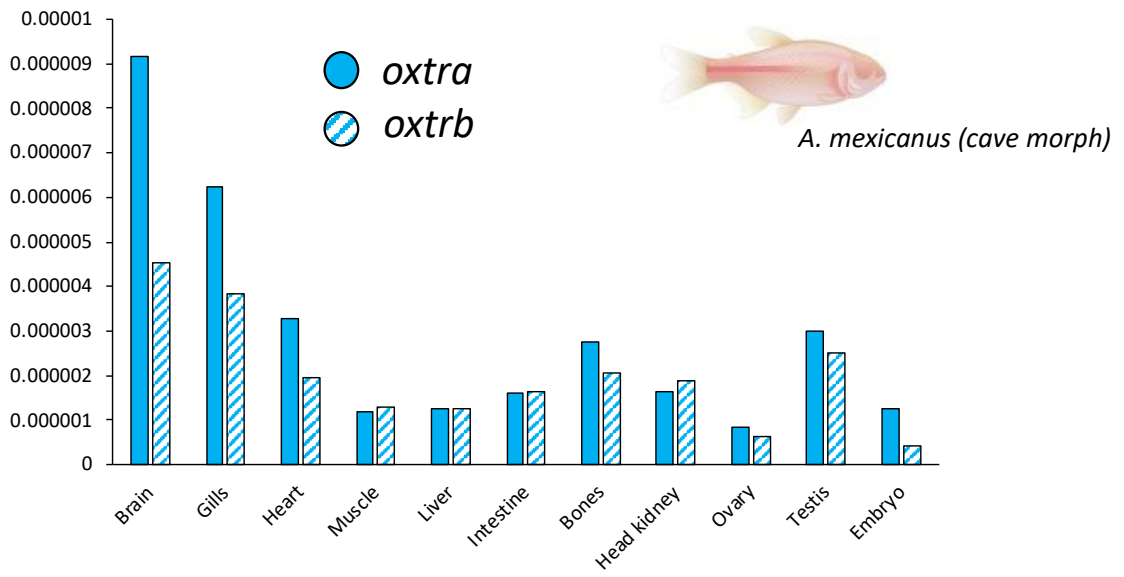 0.00001
0.000009
0.000008
0.000007
0.000006
0.000005
0.000004
0.000003
0.000002
0.000001
0
oxtra
oxtrb
A. mexicanus (cave morph)
Brain
Gills
Heart
Muscle
Liver
Intestine
Bones
Head kidney
Ovary
Testis
Embryo